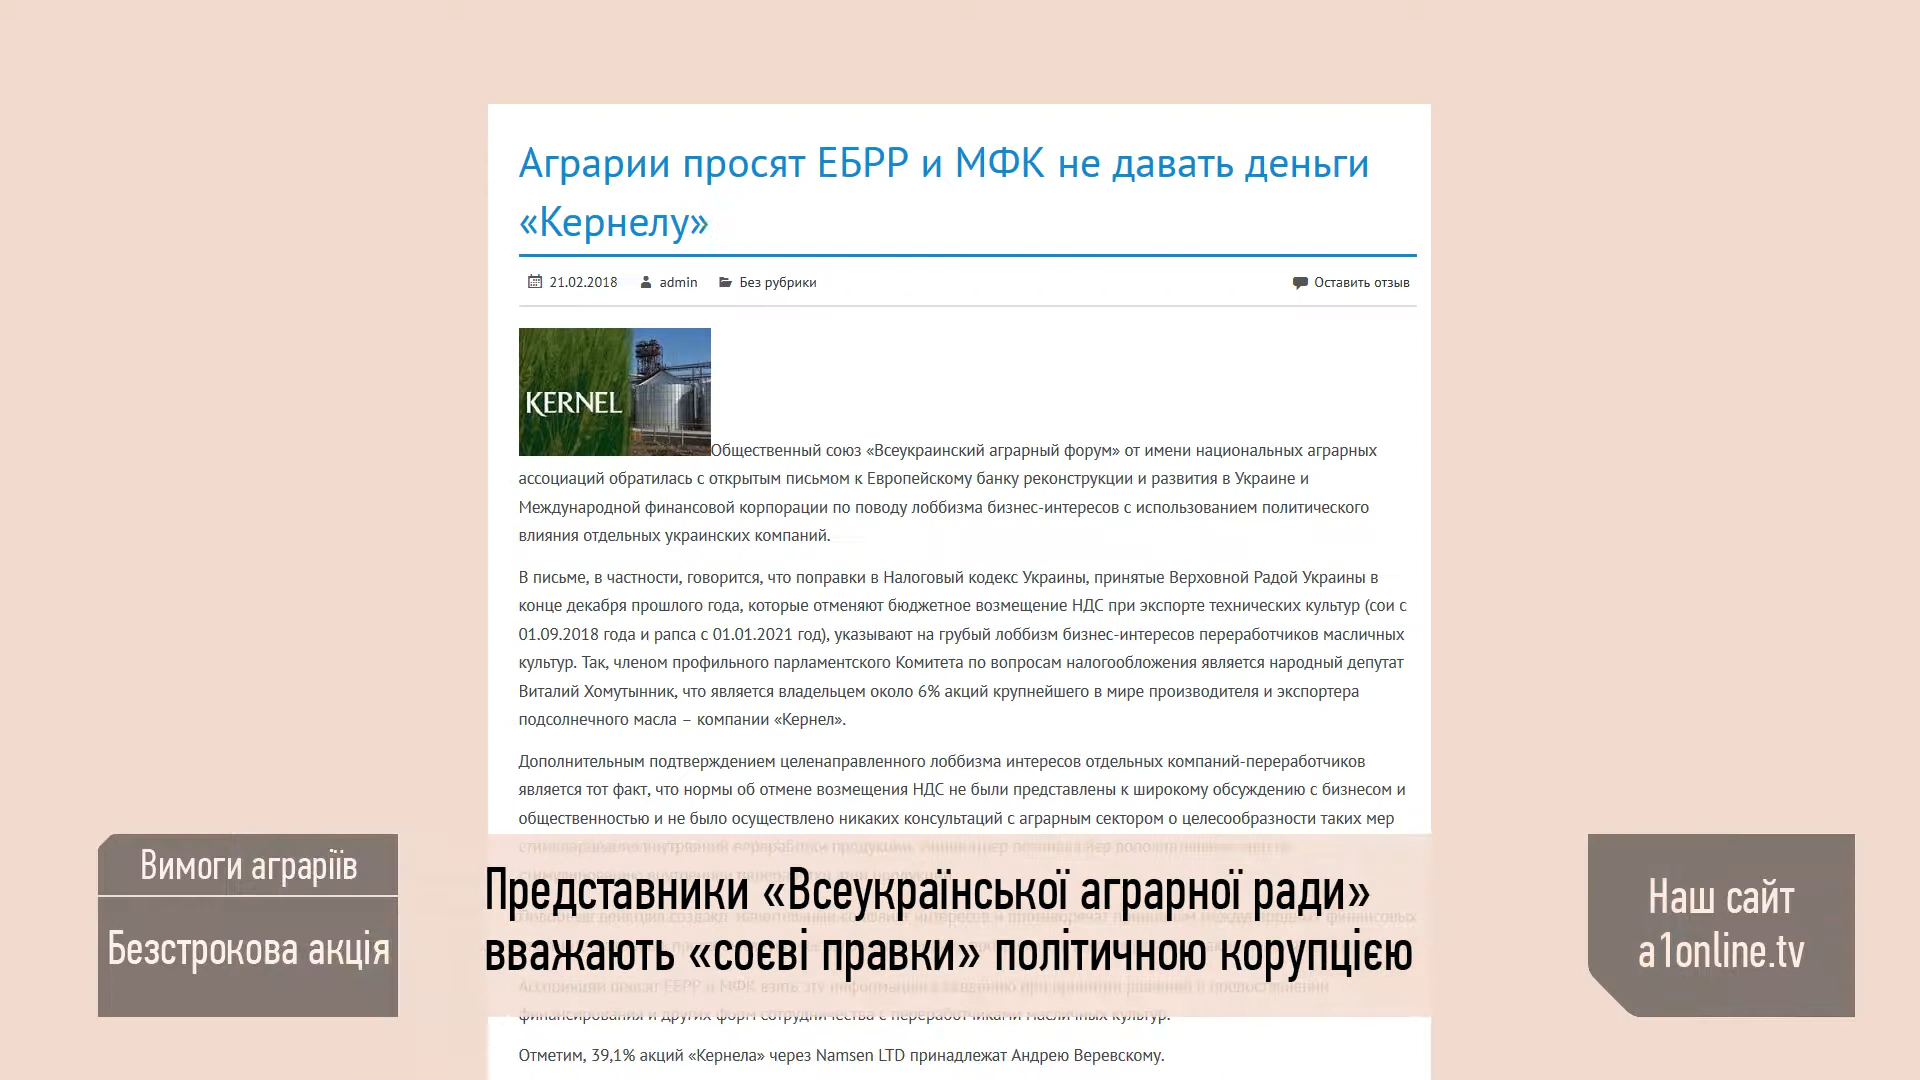 Аграрии просят ЕБРР и МФК не давать деньги
«Кернелу»
21.02.2018 admin Без рубрики Оставить отзыв
KERNEL
Общественный союз «Всеукраинский аграрный форум» от имени национальных аграрных
ассоциаций обратилась с открытым письмом к Европейскому банку реконструкции и развития в Украине и
Международной финансовой корпорации по поводу лоббизма бизнес-интересов с использованием политического
влияния отдельных украинских компаний.
В письме, в частности, говорится, что поправки в Налоговый кодекс Украины, принятые Верховной Радой Украины в
конце декабря прошлого года, которые отменяют бюджетное возмещение НДС при экспорте технических культур (сои с
01.09.2018 года и рапса с 01.01.2021 год), указывают на грубый лоббизм бизнес-интересов переработчиков масличных
культур. Так, членом профильного парламентского Комитета по вопросам налогообложения является народный депутат
Виталий Хомутынник, что является владельцем около 6% акций крупнейшего в мире производителя и экспортера
подсолнечного масла – компании «Кернел».
Дополнительным подтверждением целенаправленного лоббизма интересов отдельных компаний-переработчиков
является тот факт, что нормы об отмене возмещения НДС не были представлены к широкому обсуждению с бизнесом и
общественностью и не было осуществлено никаких консультаций с аграрным сектором о целесообразности таких мер
Вимоги аграріїв
Безстрокова акція
Представники «Всеукраїнської аграрної ради»
вважають «соєві правки» політичною корупцією
Наш сайт
a1online.tv
Ассоциации просят ЕБРР и МФК взять эту информацию
финансирования и других форм сотрудничества с переработчиками масличных культур.
Отметим, 39,1% акций «Кернела» через Namsen LTD принадлежат Андрею Веревскому.